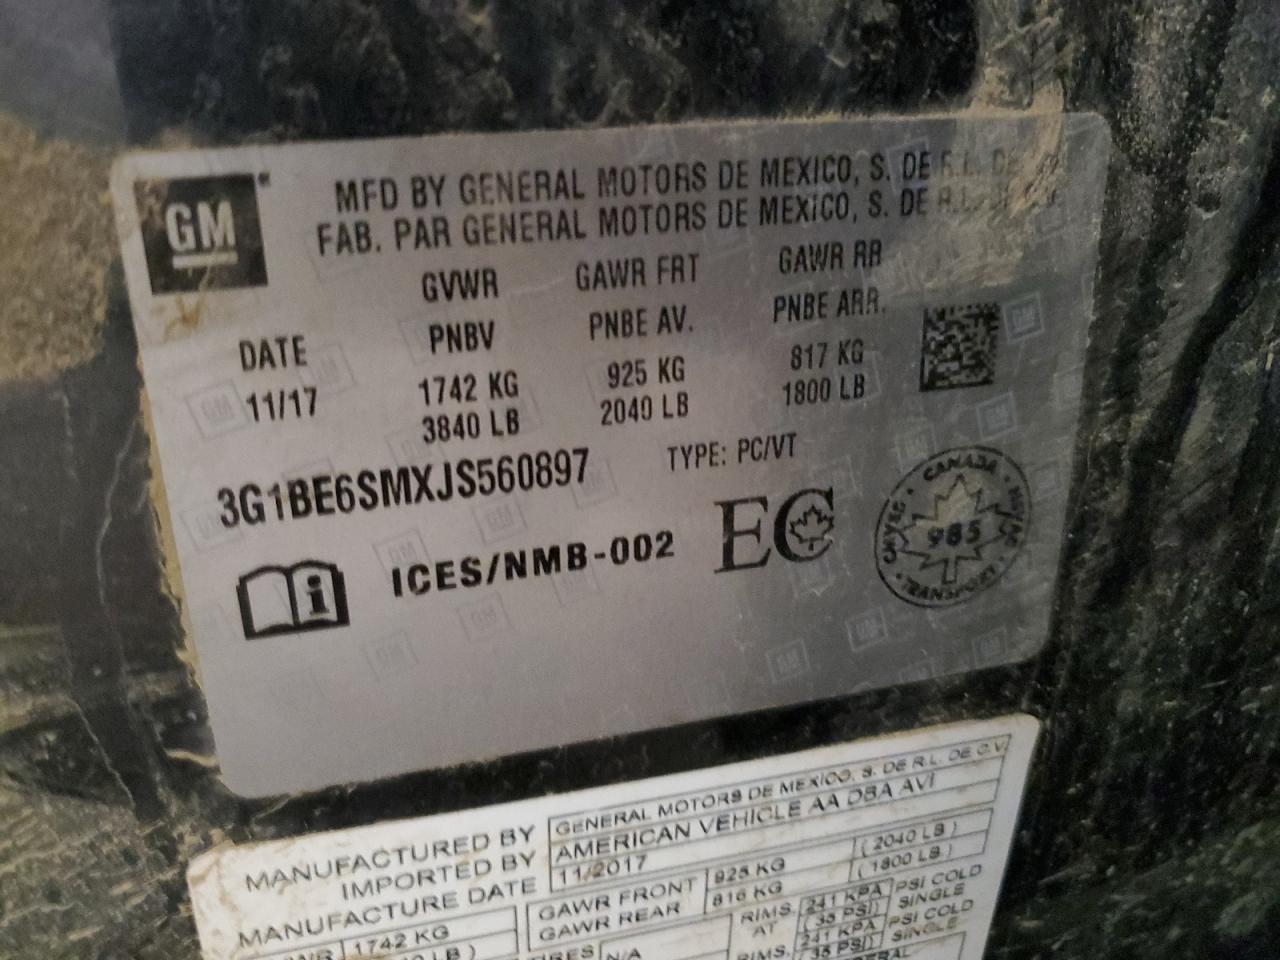 GM
MFD BY GENERAL MOTORS DE MEXICO, S. DE R.L. DE
FAB. PAR GENERAL MOTORS DE MEXICO, S. DE R.L.
DATE GVWR GAWR FRT GAWR RR
PNBV PNBE AV. PNBE ARR.
11/17 1742 KG 925 KG 817 KG
3840 LB 2040 LB 1800 LB
3G1BE6SMXJS560897 TYPE: PC/VT
ICES/NMB-002 EC
CANADA
985
TRANSPORT
MANUFACTURED BY GENERAL MOTORS DE MEXICO, S. DE R.L. DE C.V.
IMPORTED BY AMERICAN VEHICLE AA DBA AVI
MANUFACTURE DATE 11/2017
GAWR FRONT 925 KG ( 2040 LB )
GAWR REAR 816 KG ( 1800 LB )
1742 KG
RIMS, 241 KPA PSI COLD
AT ( 35 PSI) SINGLE
N/A
RIMS, 241 KPA PSI COLD
( 35 PSI) SINGLE